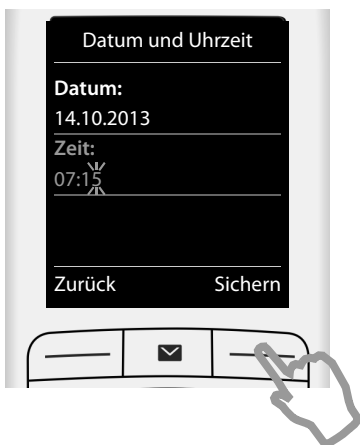 Datum und Uhrzeit
Datum:
14.10.2013
Zeit:
07:15
Zurück Sichern